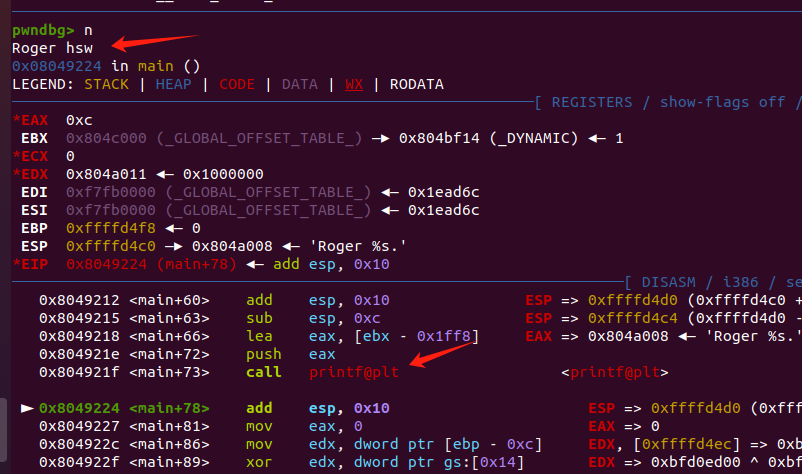 pwndbg> n
Roger hsw
0x08049224 in main ()
LEGEND: STACK | HEAP | CODE | DATA | WX | RODATA
[ REGISTERS / show-flags off /
*EAX 0xc
EBX 0x804c000 (_GLOBAL_OFFSET_TABLE_) —▸ 0x804bf14 (_DYNAMIC) ◂— 1
*ECX 0
*EDX 0x804a011 ◂— 0x1000000
EDI 0xf7fb0000 (_GLOBAL_OFFSET_TABLE_) ◂— 0x1ead6c
ESI 0xf7fb0000 (_GLOBAL_OFFSET_TABLE_) ◂— 0x1ead6c
EBP 0xffffd4f8 ◂— 0
ESP 0xffffd4c0 —▸ 0x804a008 ◂— 'Roger %s.'
*EIP 0x8049224 (main+78) ◂— add esp, 0x10
[ DISASM / i386 / se
0x8049212 <main+60> add esp, 0x10 ESP => 0xffffd4d0 (0xffffd4c0 +
0x8049215 <main+63> sub esp, 0xc ESP => 0xffffd4c4 (0xffffd4d0 -
0x8049218 <main+66> lea eax, [ebx - 0x1ff8] EAX => 0x804a008 ◂— 'Roger %s.'
0x804921e <main+72> push eax
0x804921f <main+73> call printf@plt <printf@plt>
► 0x8049224 <main+78> add esp, 0x10 ESP => 0xffffd4d0 (0xfff
0x8049227 <main+81> mov eax, 0 EAX => 0
0x804922c <main+86> mov edx, dword ptr [ebp - 0xc] EDX, [0xffffd4ec] => 0xb
0x804922f <main+89> xor edx, dword ptr gs:[0x14] EDX => 0xbfd0ed00 ^ 0xbf